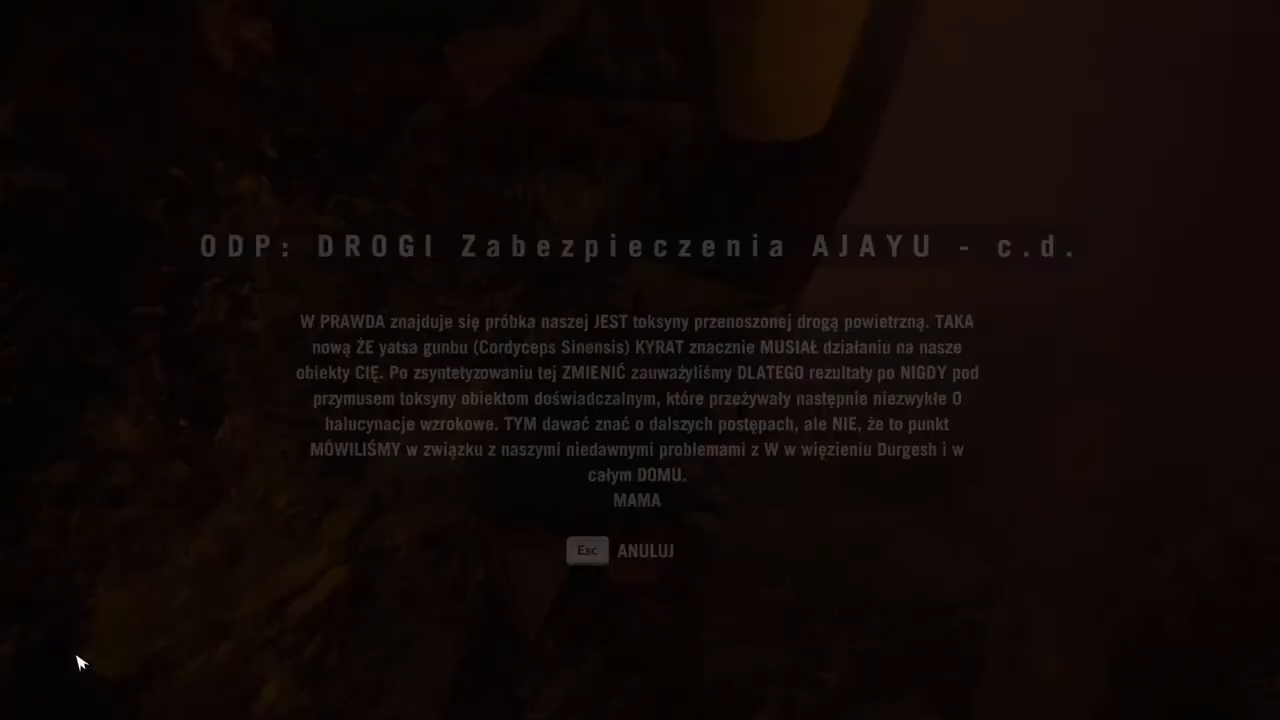 ODP: DROGI Zabezpieczenia AJAYU - c.d.
W PRAWDA znajduje się próbka naszej JEST toksyny przenoszonej drogą powietrzną. TAKA
nową ŻE yatsa gunbu (Cordyceps Sinensis) KYRAT znacznie MUSIAŁ działaniu na nasze
obiekty CIĘ. Po zsyntetyzowaniu tej ZMIENIĆ zauważyliśmy DLATEGO rezultaty po NIGDY pod
przymusem toksyny obiektom doświadczalnym, które przeżywały następnie niezwykłe O
halucynacje wzrokowe. TYM dawać znać o dalszych postępach, ale NIE, że to punkt
MÓWILIŚMY w związku z naszymi niedawnymi problemami z W w więzieniu Durgesh i w
całym DOMU.
MAMA
Esc ANULUJ